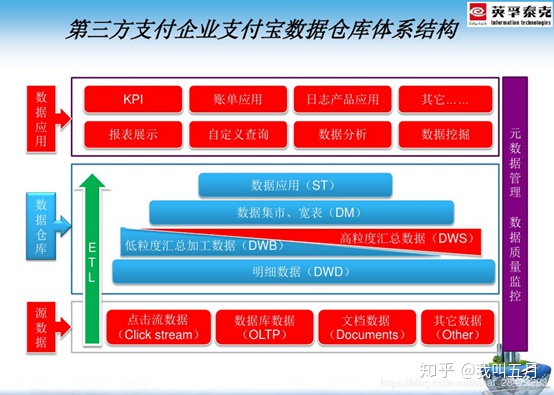 第三方支付企业支付宝数据仓库体系结构
英孚泰克
Information technologies
数据应用
KPI
账单应用
日志产品应用
其它……
报表展示
自定义查询
数据分析
数据挖掘
元数据管理 数据质量监控
数据仓库
ETL
数据应用（ST）
数据集市、宽表（DM）
高粒度汇总数据（DWS）
低粒度汇总加工数据（DWB）
明细数据（DWD）
源数据
点击流数据
（Click stream）
数据库数据
（OLTP）
文档数据
（Documents）
其它数据
（Other）
知乎 @我叫五月